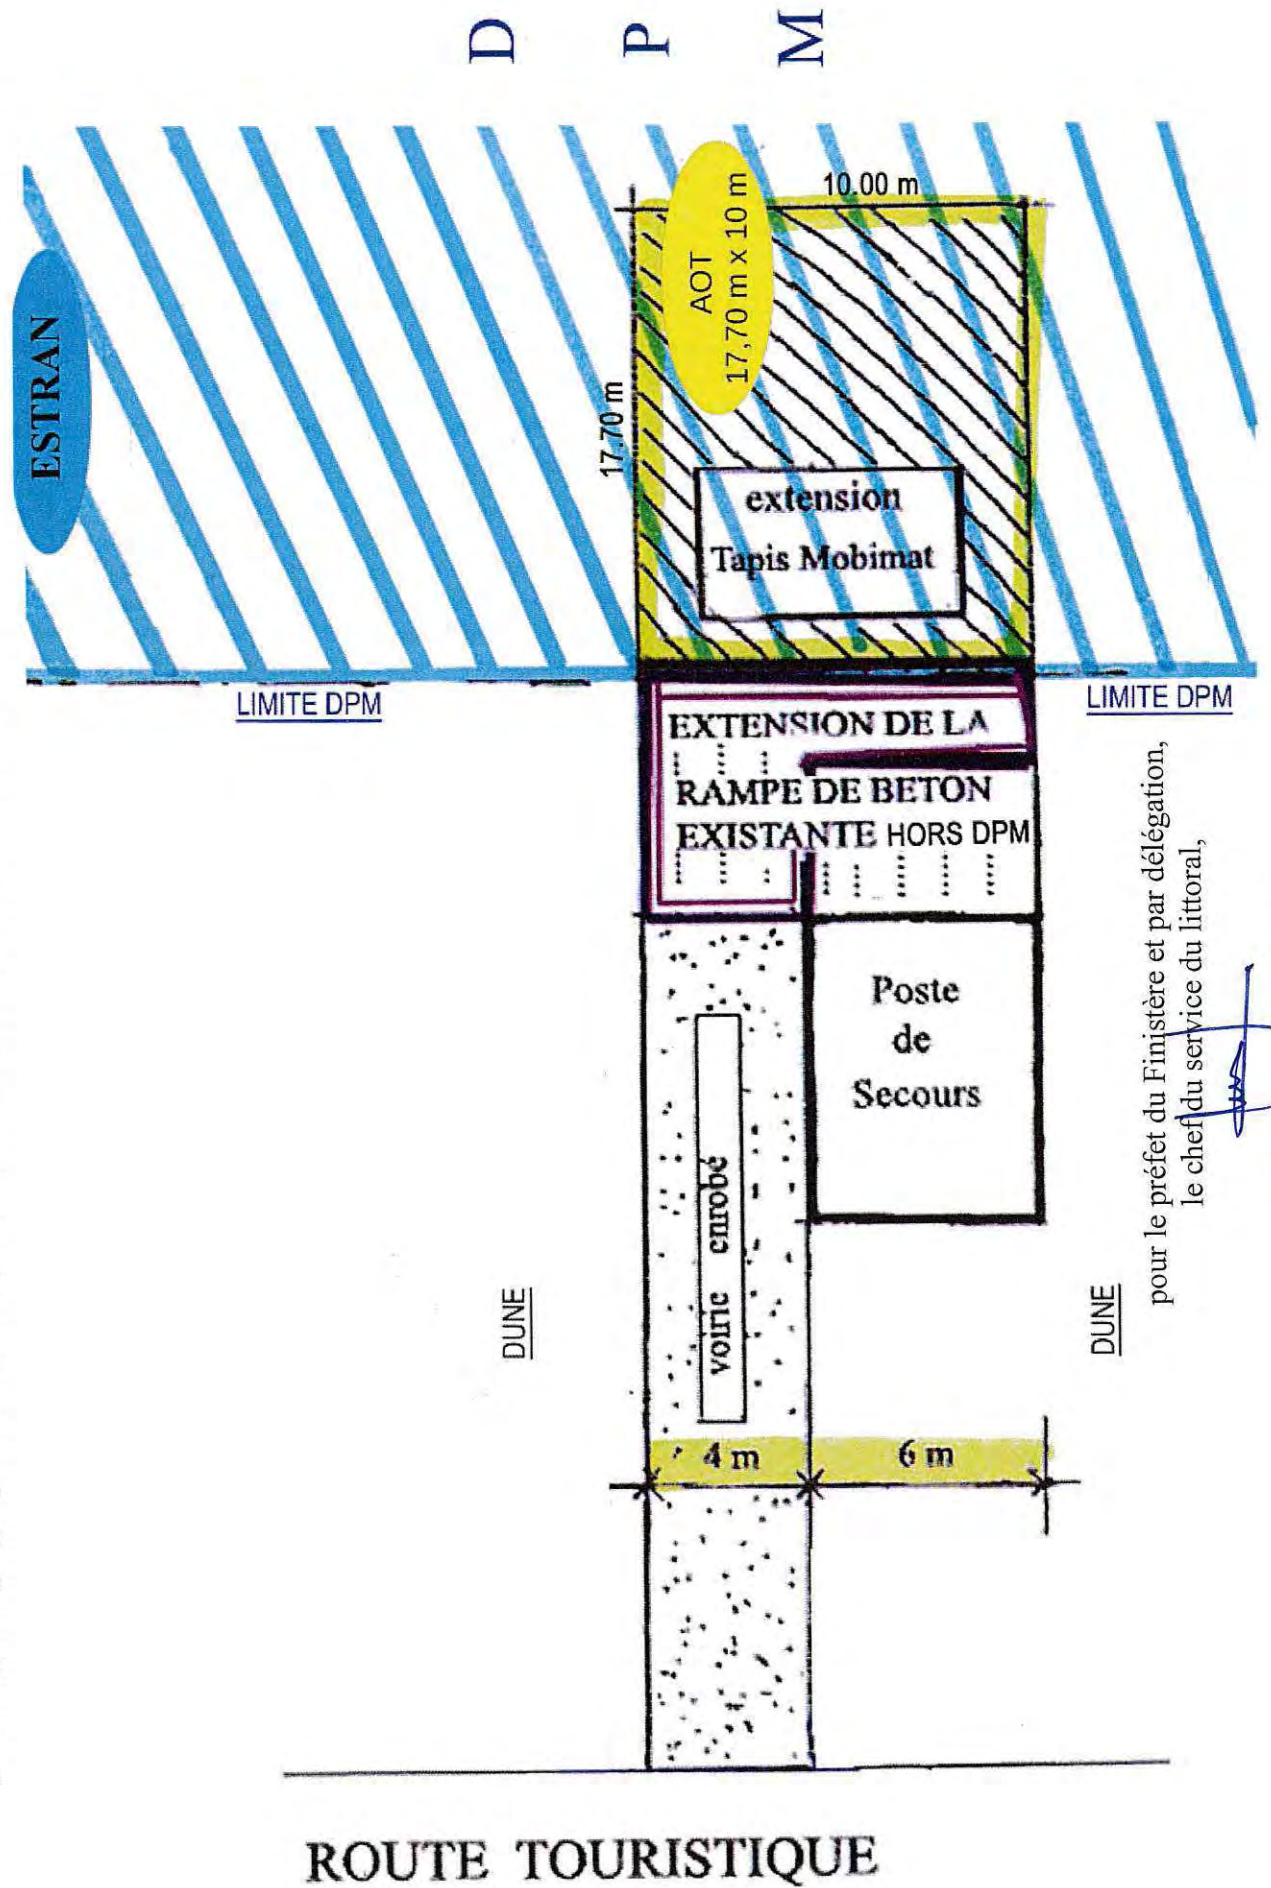 D P M
ESTRAN
10.00 m
AOT
17,70 m x 10 m
17.70 m
extension
Tapis Mobimat
LIMITE DPM
LIMITE DPM
EXTENSION DE LA
RAMPE DE BETON
EXISTANTE HORS DPM
Poste
de
Secours
voirie enrobé
DUNE
DUNE
4 m
6 m
pour le préfet du Finistère et par délégation,
le chef du service du littoral,
ROUTE TOURISTIQUE